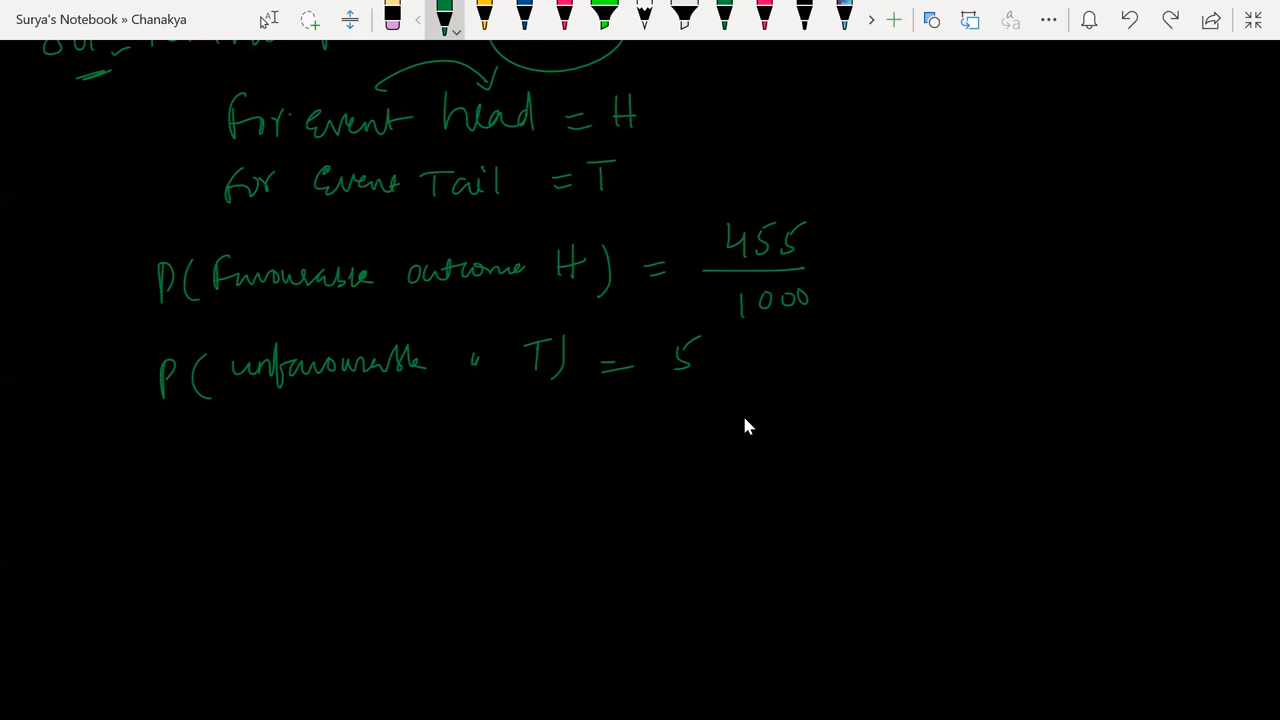 Surya's Notebook » Chanakya
for event head = H
for event Tail = T
P( Favourable outcome H ) = 455
1000
P( unfavourable " T) = 5